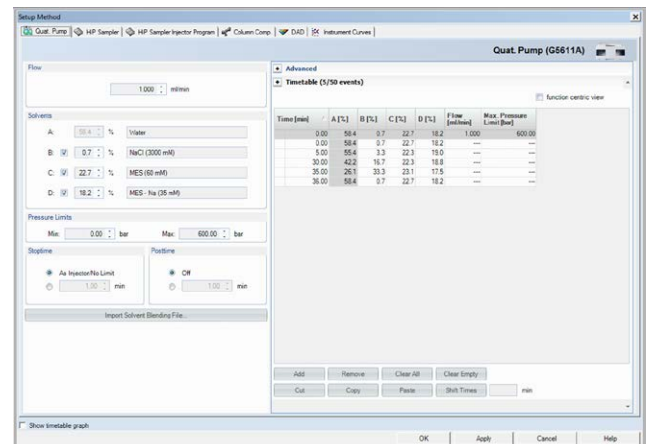 Setup Method
Quat. Pump HiP Sampler HiP Sampler Injector Program Column Comp DAD Instrument Curves
Quat. Pump (G5611A)
Flow
1.000 ml/min
Solvents
A: 58.4 % Water
B: 0.7 % NaCl (3000 mM)
C: 22.7 % MES (60 mM)
D: 18.2 % MES - Na (35 mM)
Pressure Limits
Min: 0.00 bar Max: 600.00 bar
Stoptime Posttime
As Injector/No Limit Off
1.00 min 1.00 min
Import Solvent Blending File...
Advanced
Timetable (5/50 events)
function centric view
Time [min] A [%] B [%] C [%] D [%] Flow [ml/min] Max. Pressure Limit [bar]
0.00 58.4 0.7 22.7 18.2 1.000 600.00
0.00 58.4 0.7 22.7 18.2 --- ---
5.00 55.4 3.3 22.3 19.0 --- ---
30.00 42.2 16.7 22.3 18.8 --- ---
35.00 26.1 33.3 23.1 17.5 --- ---
36.00 58.4 0.7 22.7 18.2 --- ---
Add Remove Clear All Clear Empty
Cut Copy Paste Shift Times min
Show timetable graph
OK Apply Cancel Help